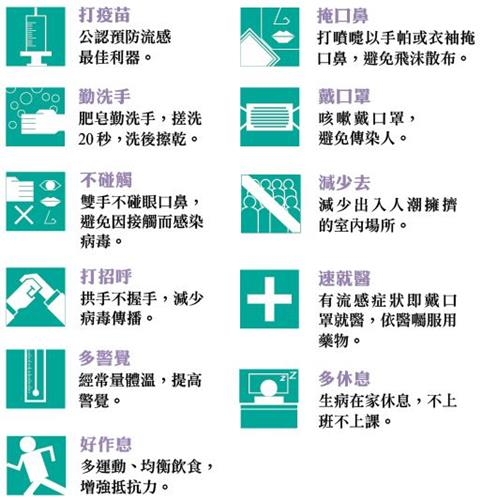 打疫苗
公認預防流感
最佳利器。
勤洗手
肥皂勤洗手，搓洗
20秒，洗後擦乾。
不碰觸
雙手不碰眼口鼻，
避免因接觸而感染
病毒。
打招呼
拱手不握手，減少
病毒傳播。
多警覺
經常量體溫，提高
警覺。
好作息
多運動、均衡飲食，
增強抵抗力。
掩口鼻
打噴嚏以手帕或衣袖掩
口鼻，避免飛沫散布。
戴口罩
咳嗽戴口罩，
避免傳染人。
減少去
減少出入人潮擁擠
的室內場所。
速就醫
有流感症狀即戴口
罩就醫，依醫囑服用
藥物。
多休息
生病在家休息，不上
班不上課。
ZZ